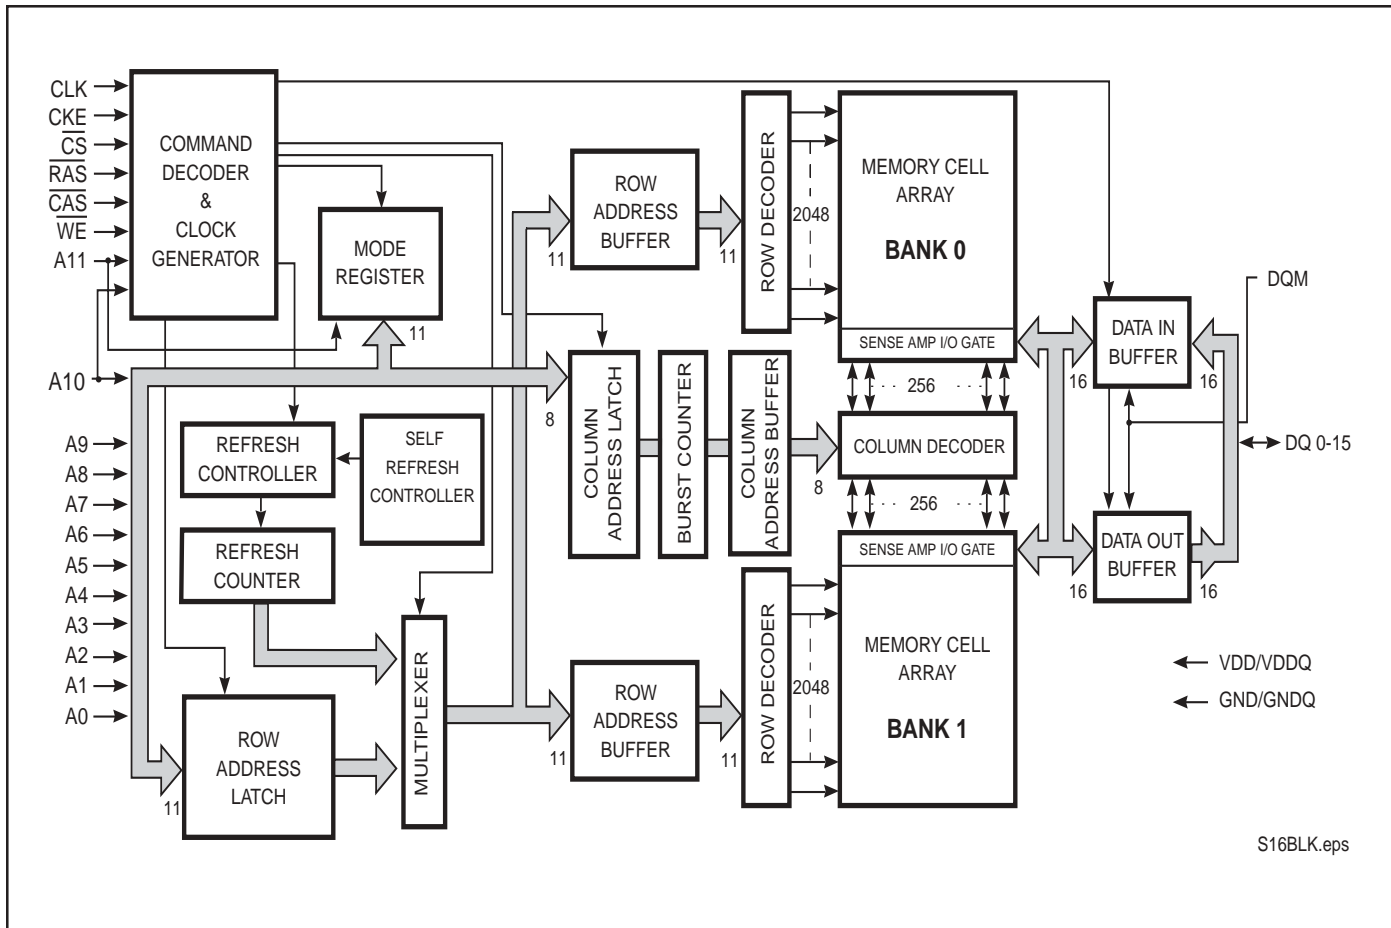 CLK
CKE
C̅S̅
R̅A̅S̅
C̅A̅S̅
W̅E̅
A11
A10
A9
A8
A7
A6
A5
A4
A3
A2
A1
A0
COMMAND
DECODER
&
CLOCK
GENERATOR
MODE
REGISTER
11
REFRESH
CONTROLLER
SELF
REFRESH
CONTROLLER
REFRESH
COUNTER
11
ROW
ADDRESS
LATCH
MULTIPLEXER
11
ROW
ADDRESS
BUFFER
11
ROW DECODER
2048
MEMORY CELL
ARRAY
BANK 0
SENSE AMP I/O GATE
256
8
COLUMN
ADDRESS LATCH
BURST COUNTER
COLUMN
ADDRESS BUFFER
8
COLUMN DECODER
256
SENSE AMP I/O GATE
MEMORY CELL
ARRAY
BANK 1
11
ROW
ADDRESS
BUFFER
11
ROW DECODER
2048
DQM
16
DATA IN
BUFFER
16
DQ 0-15
16
DATA OUT
BUFFER
16
VDD/VDDQ
GND/GNDQ
S16BLK.eps